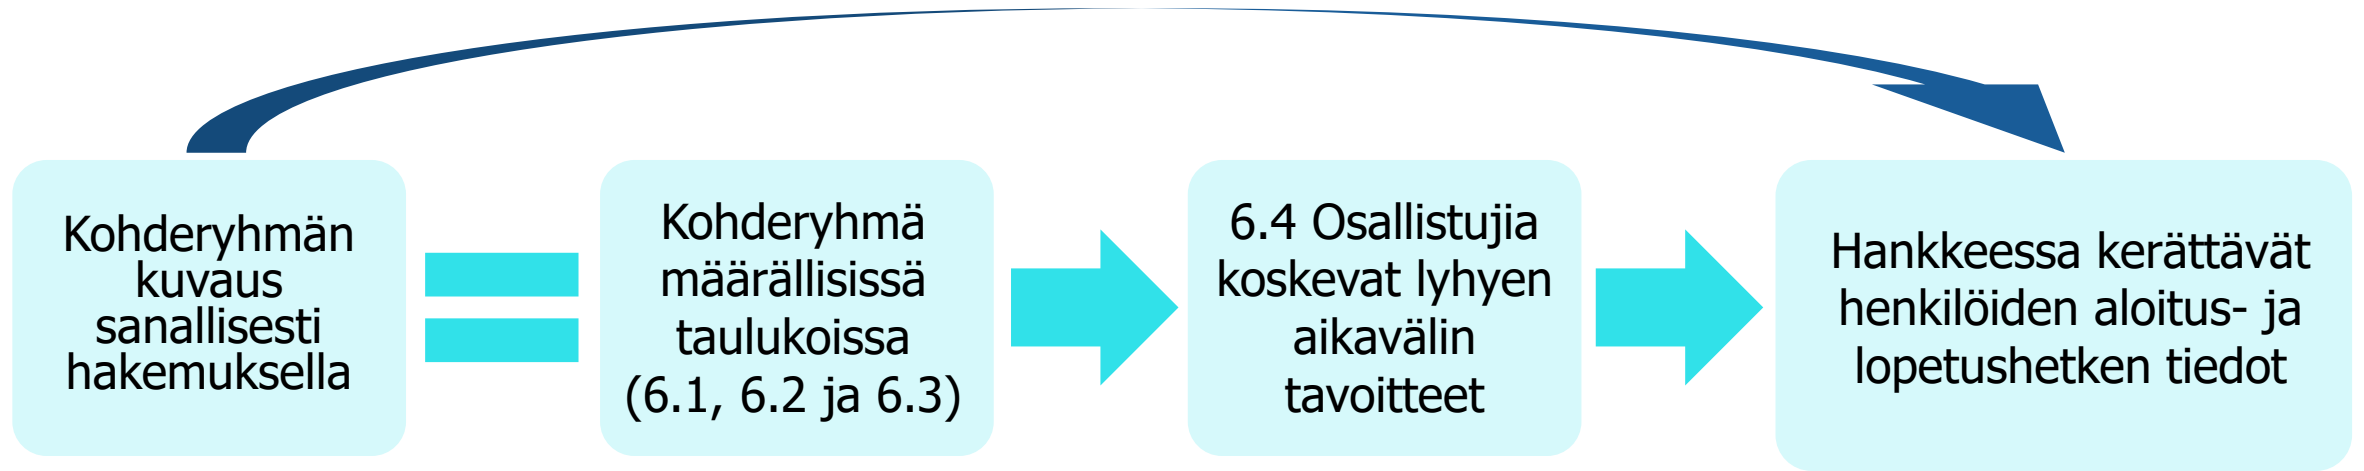 Kohderyhmän
kuvaus
sanallisesti
hakemuksella
Kohderyhmä
määrällisissä
taulukoissa
(6.1, 6.2 ja 6.3)
6.4 Osallistujia
koskevat lyhyen
aikavälin
tavoitteet
Hankkeessa kerättävät
henkilöiden aloitus- ja
lopetushetken tiedot